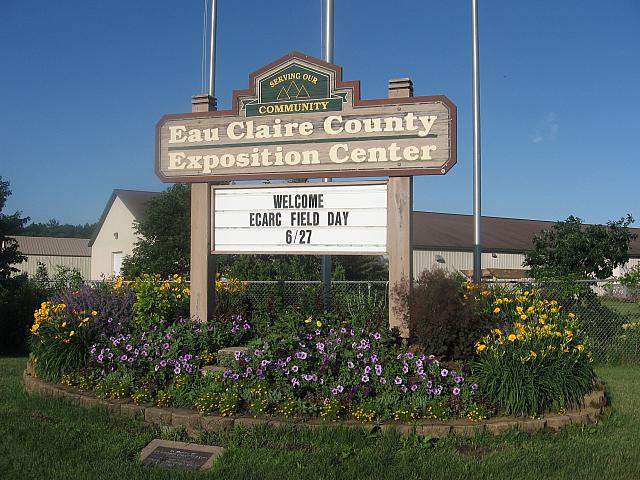 SERVING OUR
COMMUNITY
Eau Claire County
Exposition Center
WELCOME
ECARC FIELD DAY
6/27